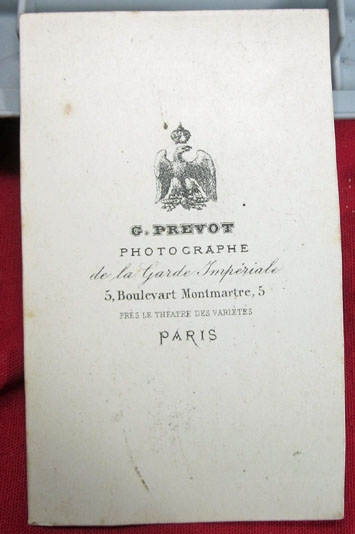 G. PREVOT
PHOTOGRAPHE
de la Garde Impériale
5, Boulevart Montmartre, 5
PRÈS LE THÉATRE DES VARIÉTÉS
PARIS